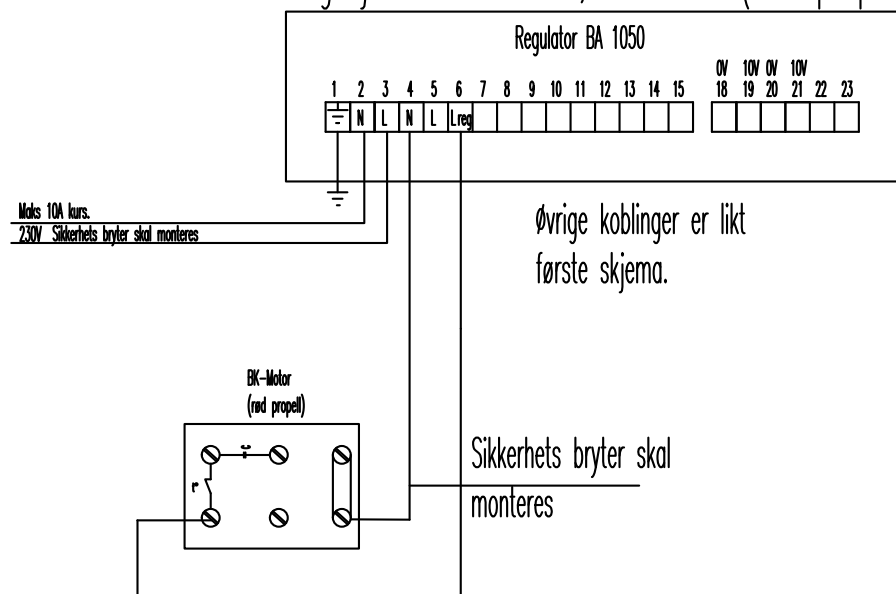 Regulator BA 1050
0V 10V 0V 10V
1 2 3 4 5 6 7 8 9 10 11 12 13 14 15 18 19 20 21 22 23
N L N L Lreg
Maks 10A kurs.
230V Sikkerhets bryter skal monteres
Øvrige koblinger er likt
første skjema.
BK-Motor
(rød propell)
Sikkerhets bryter skal
monteres